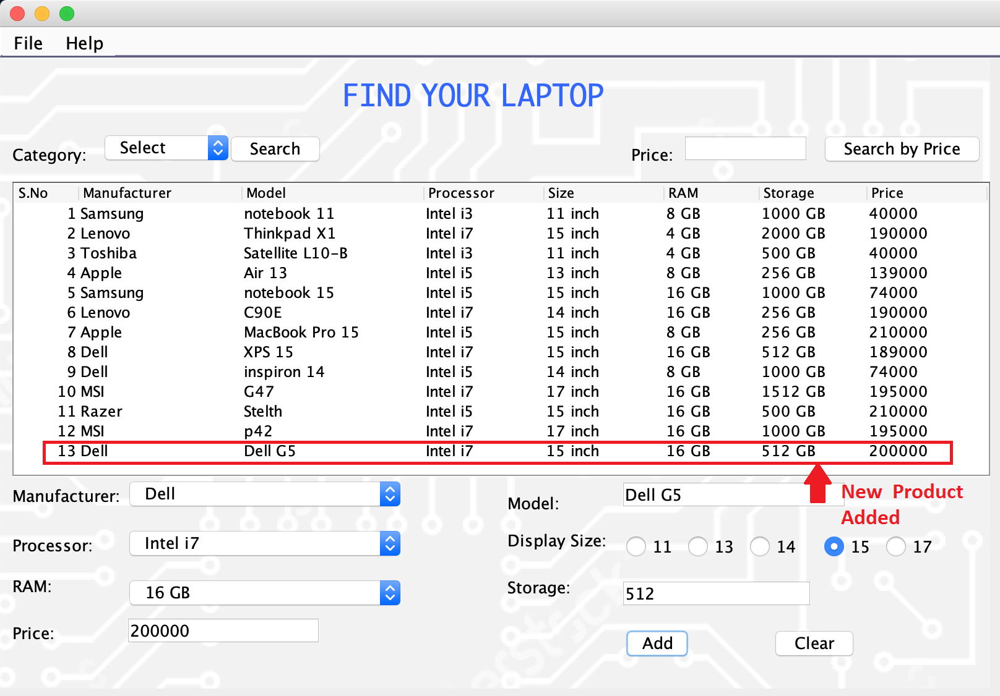 File Help
FIND YOUR LAPTOP
Category: Select Search Price: Search by Price
S.No Manufacturer Model Processor Size RAM Storage Price
1 Samsung notebook 11 Intel i3 11 inch 8 GB 1000 GB 40000
2 Lenovo Thinkpad X1 Intel i7 15 inch 4 GB 2000 GB 190000
3 Toshiba Satellite L10-B Intel i3 11 inch 4 GB 500 GB 40000
4 Apple Air 13 Intel i5 13 inch 8 GB 256 GB 139000
5 Samsung notebook 15 Intel i5 15 inch 16 GB 1000 GB 74000
6 Lenovo C90E Intel i7 14 inch 16 GB 256 GB 190000
7 Apple MacBook Pro 15 Intel i5 15 inch 8 GB 256 GB 210000
8 Dell XPS 15 Intel i7 15 inch 16 GB 512 GB 189000
9 Dell inspiron 14 Intel i5 14 inch 8 GB 1000 GB 74000
10 MSI G47 Intel i7 17 inch 16 GB 1512 GB 195000
11 Razer Stelth Intel i5 15 inch 16 GB 500 GB 210000
12 MSI p42 Intel i7 17 inch 16 GB 1000 GB 195000
13 Dell Dell G5 Intel i7 15 inch 16 GB 512 GB 200000
Manufacturer: Dell Model: Dell G5 New Product
Added
Processor: Intel i7 Display Size: 11 13 14 15 17
RAM: 16 GB Storage: 512
Price: 200000
Add Clear